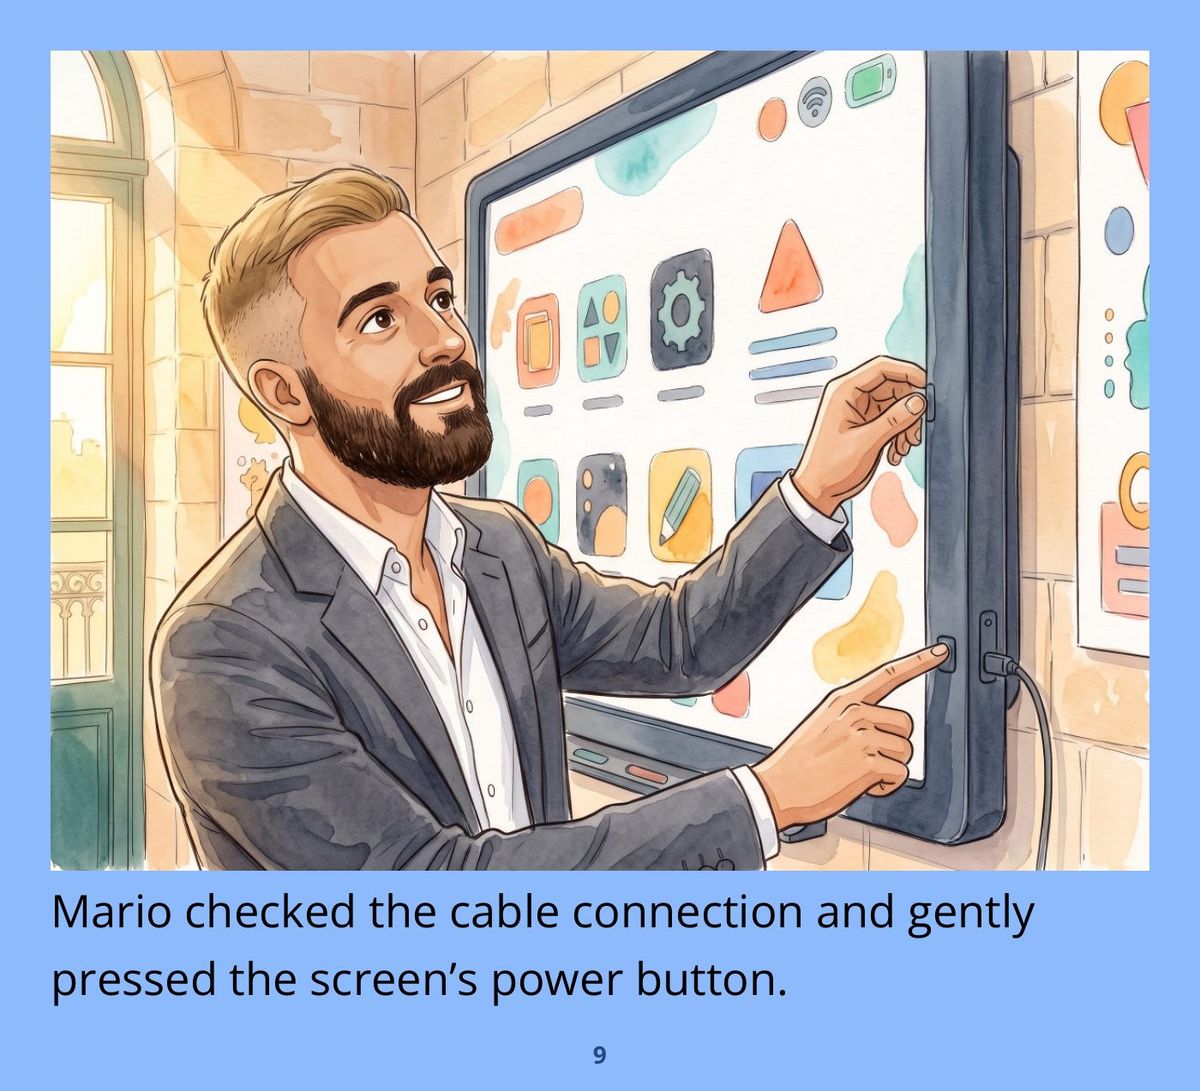 Mario checked the cable connection and gently
pressed the screen’s power button.
9